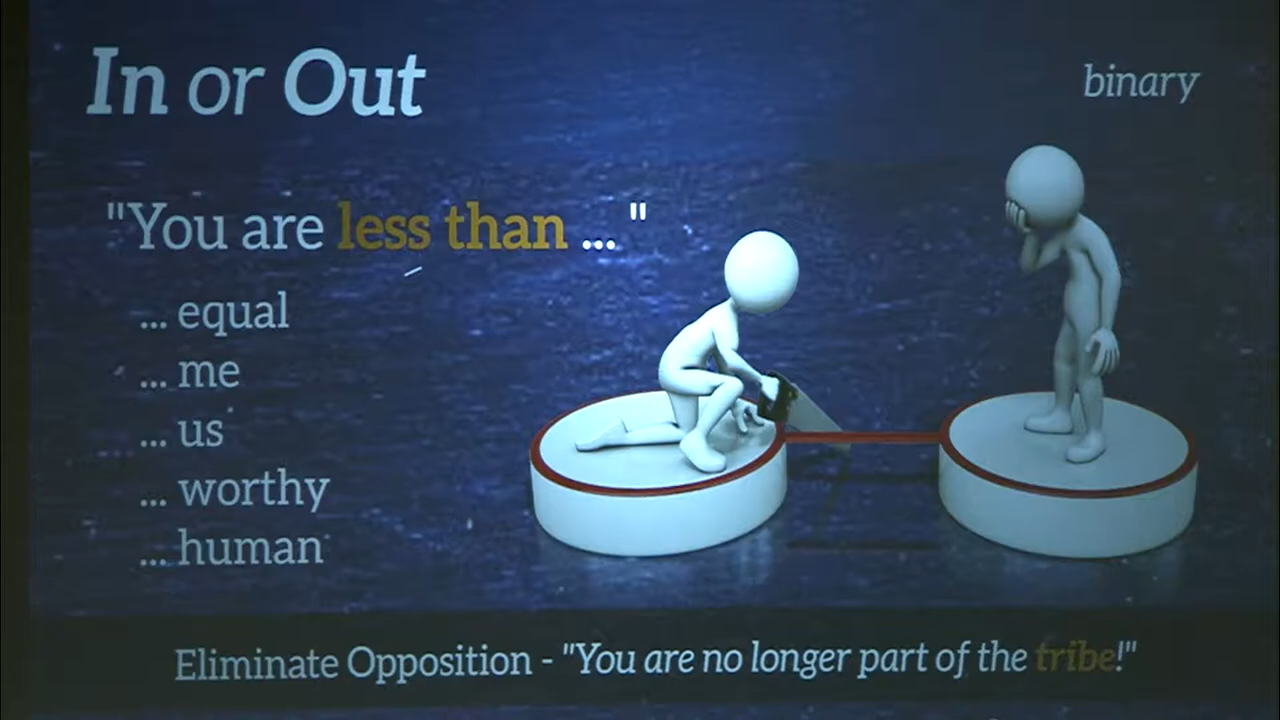 In or Out
binary
"You are less than ... "
... equal
... me
... us
... worthy
... human
Eliminate Opposition - "You are no longer part of the tribe!"